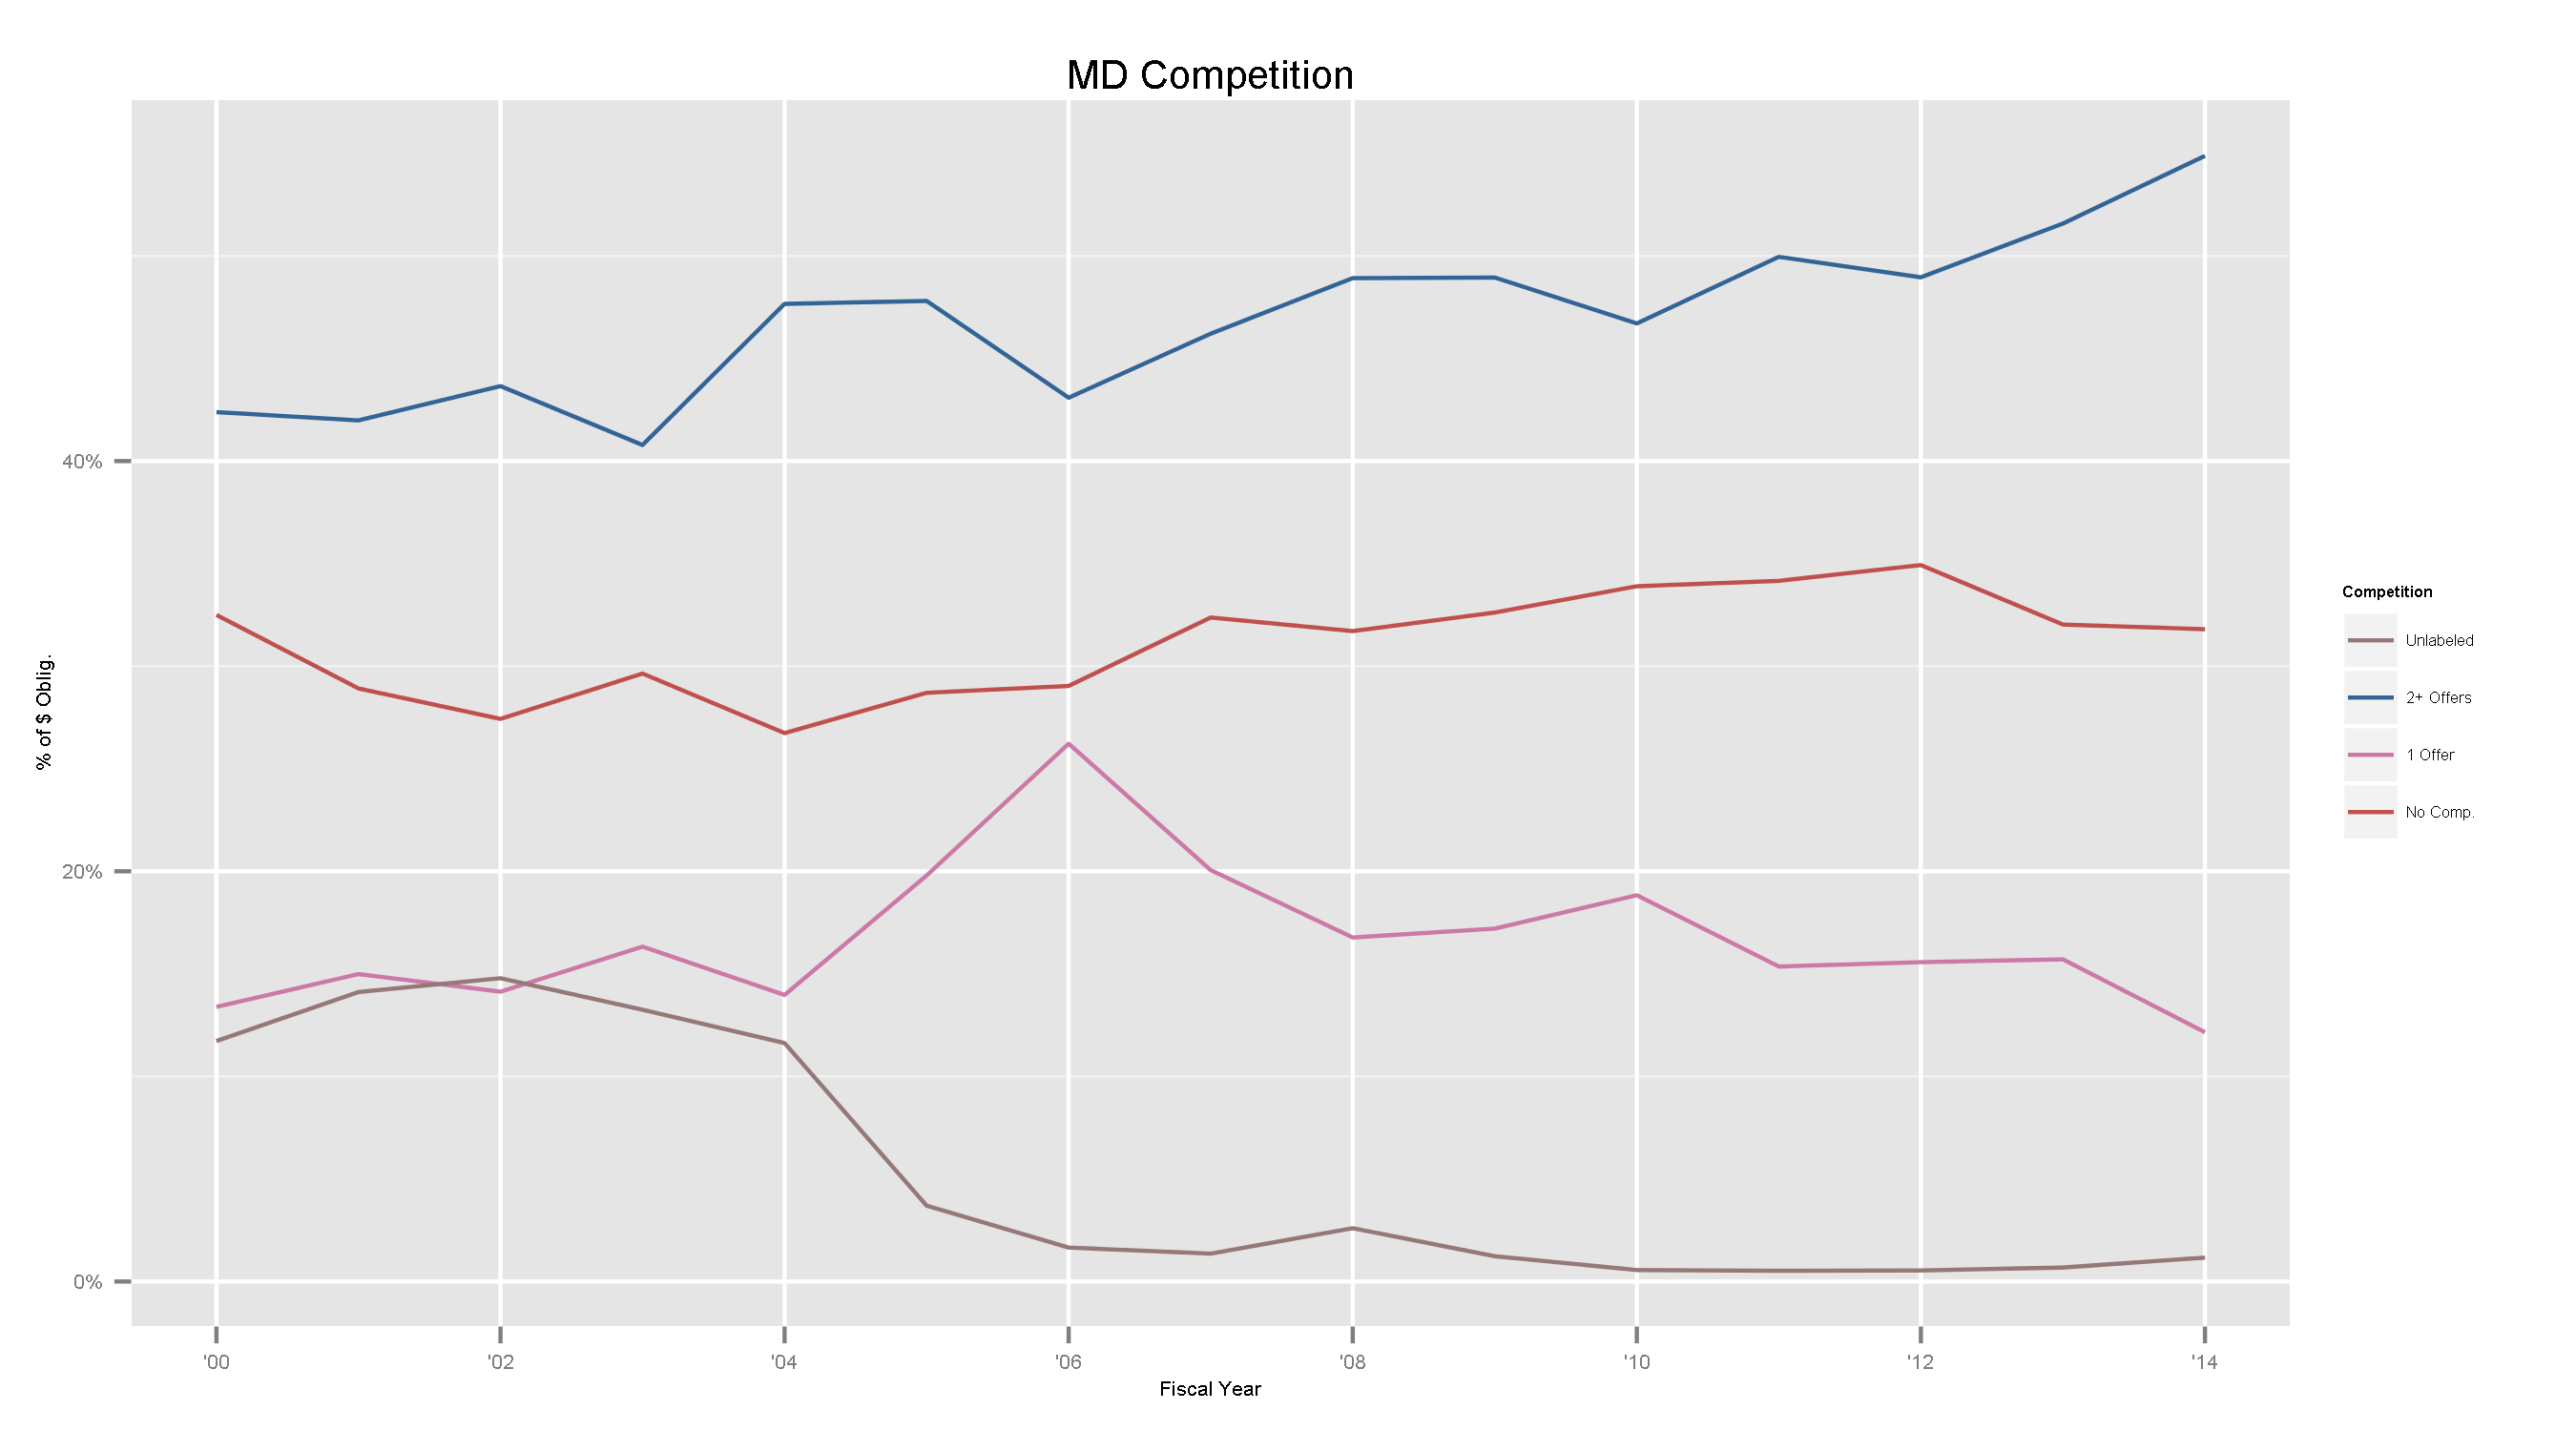 MD Competition
% of $ Oblig.
40%
20%
0%
'00 '02 '04 '06 '08 '10 '12 '14
Fiscal Year
Competition
Unlabeled
2+ Offers
1 Offer
No Comp.